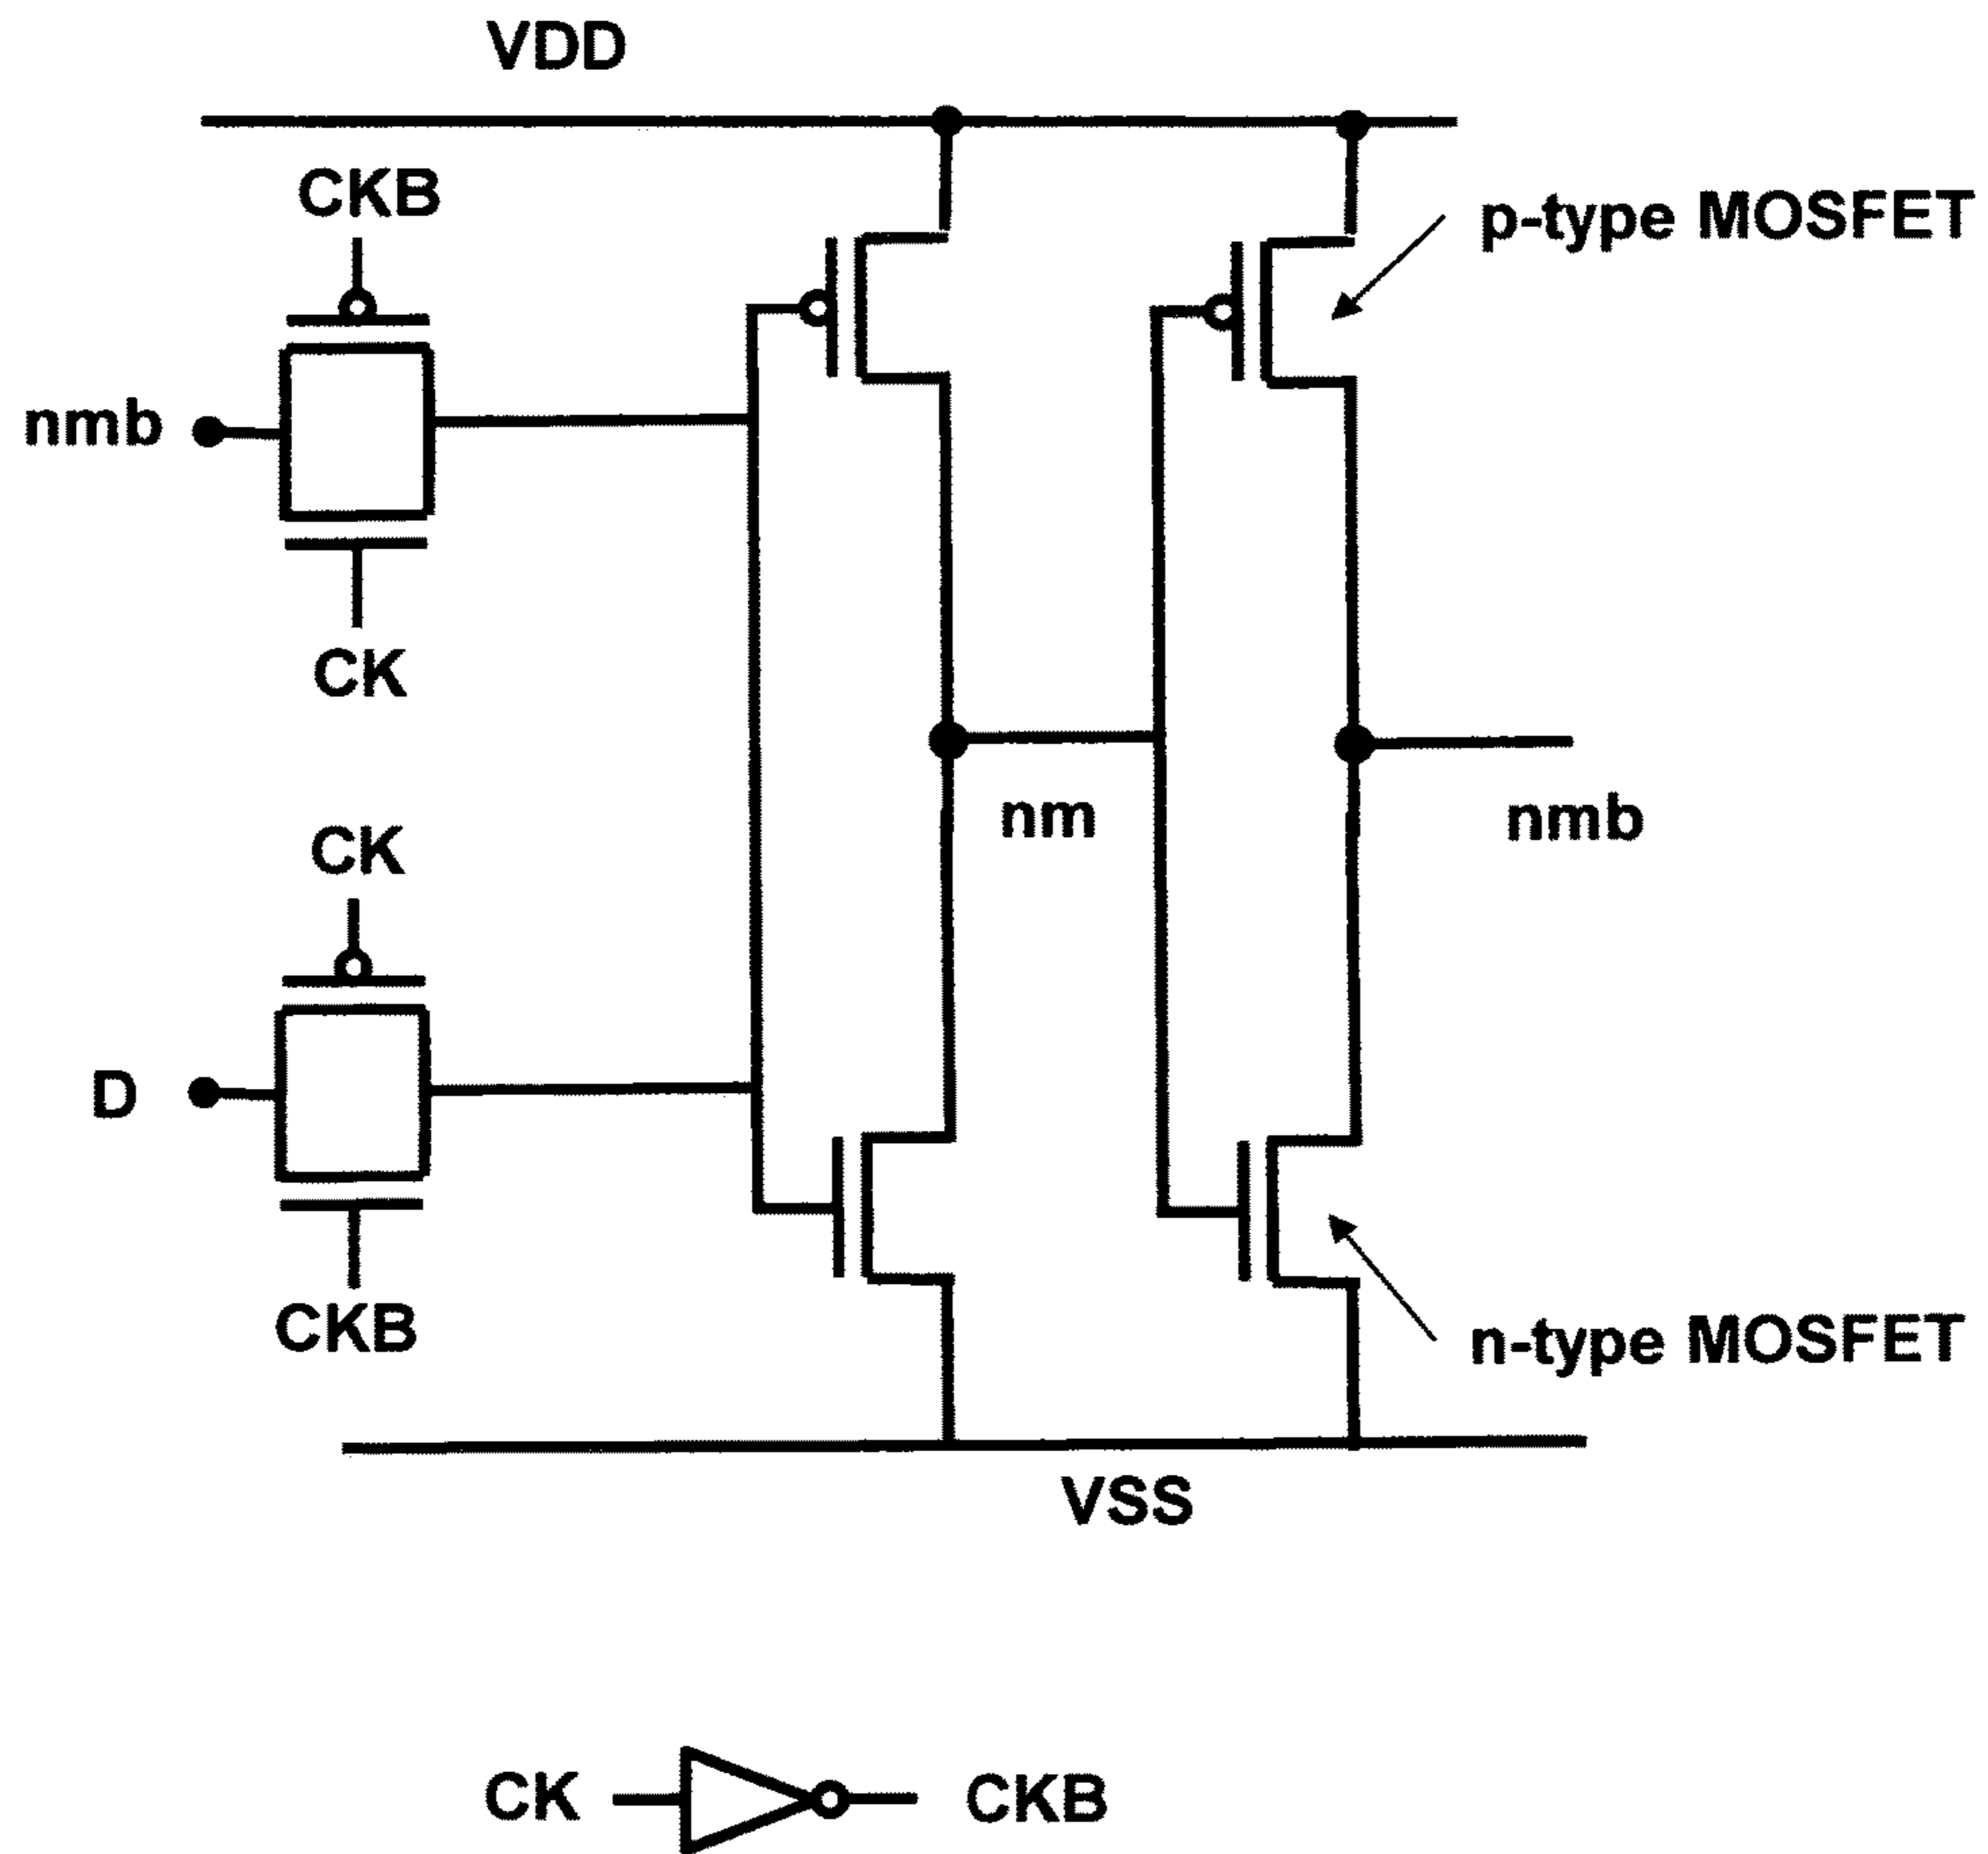 VDD
CKB
p-type MOSFET
nmb
CK
nm
nmb
CK
D
CKB
n-type MOSFET
VSS
CK
CKB